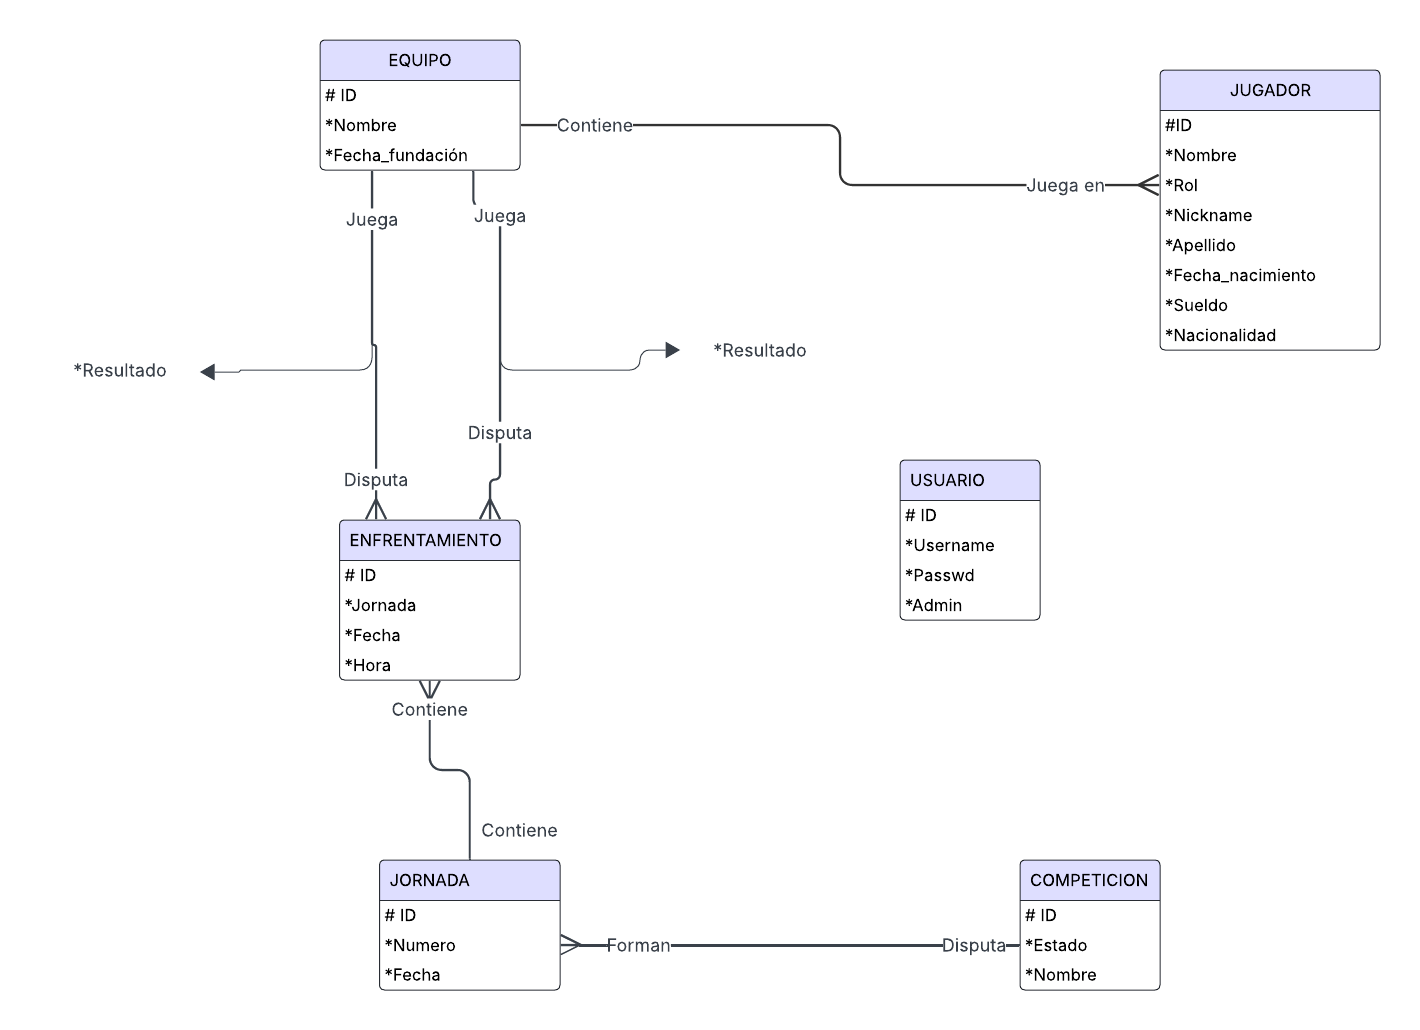 EQUIPO
# ID
*Nombre
*Fecha_fundación
Contiene
Juega en
JUGADOR
#ID
*Nombre
*Rol
*Nickname
*Apellido
*Fecha_nacimiento
*Sueldo
*Nacionalidad
Juega
Juega
*Resultado
*Resultado
Disputa
Disputa
ENFRENTAMIENTO
# ID
*Jornada
*Fecha
*Hora
USUARIO
# ID
*Username
*Passwd
*Admin
Contiene
Contiene
JORNADA
# ID
*Numero
*Fecha
Forman
Disputa
COMPETICION
# ID
*Estado
*Nombre